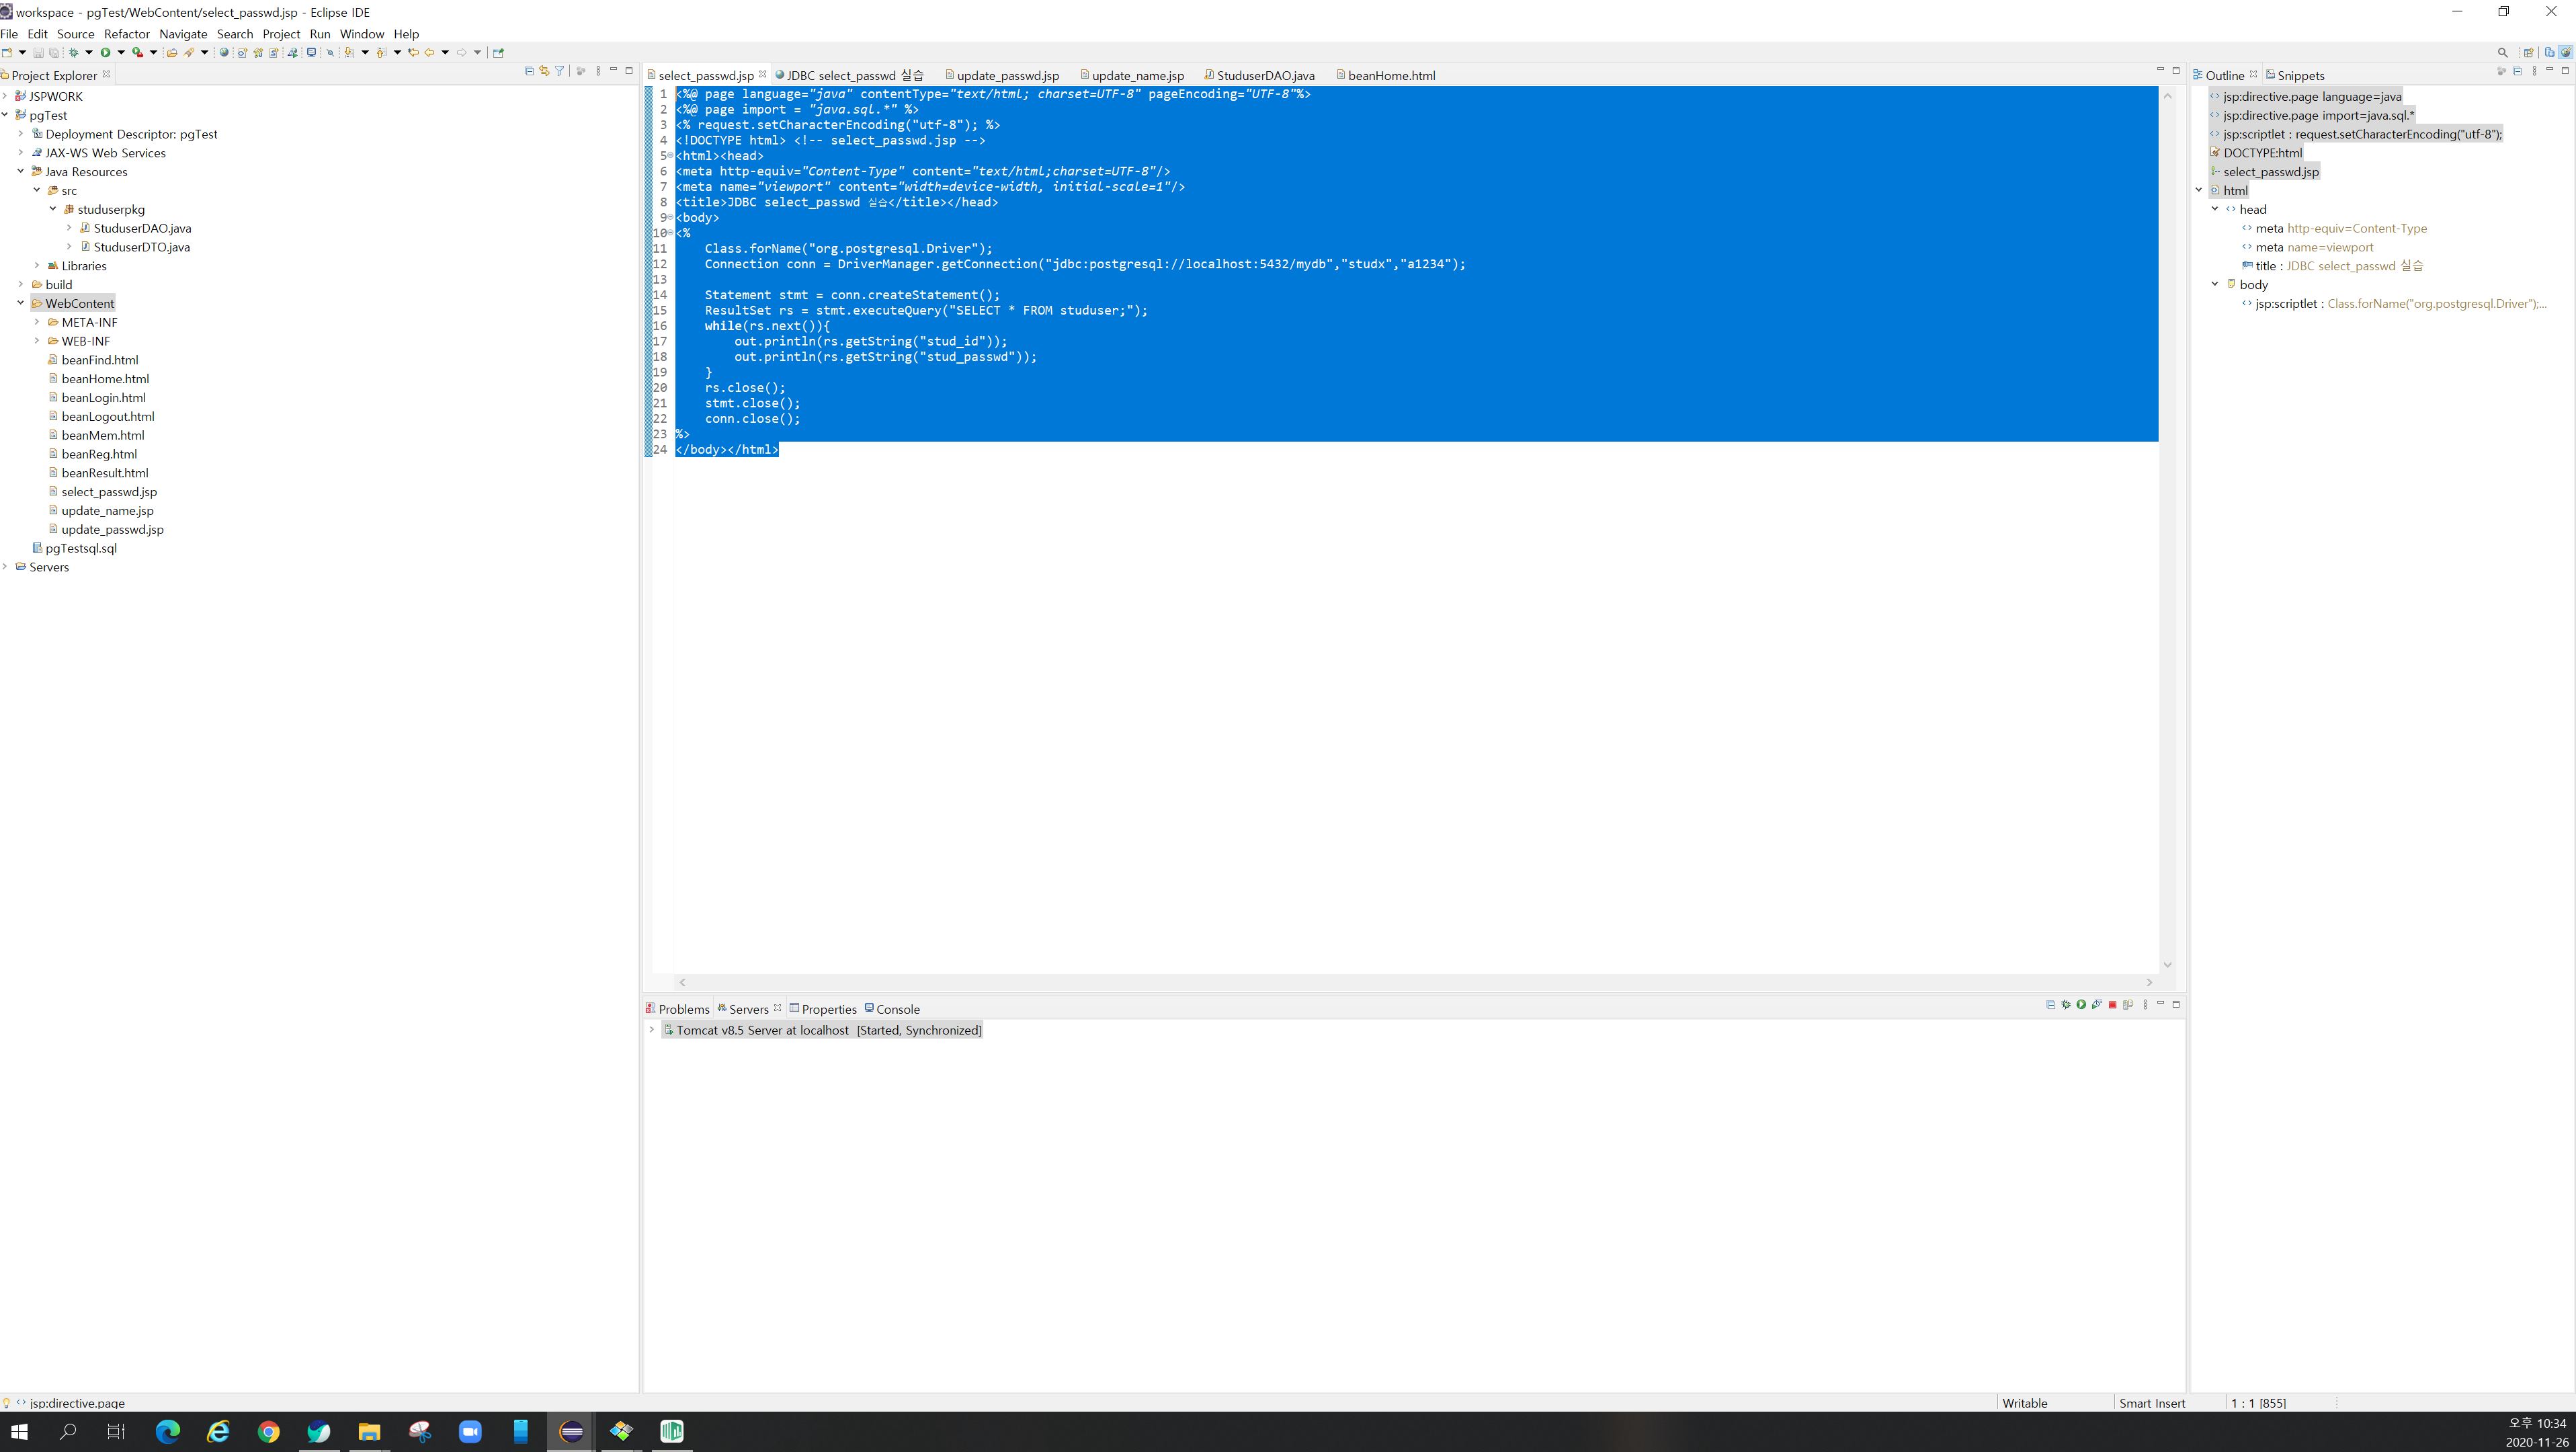 workspace - pgTest/WebContent/select_passwd.jsp - Eclipse IDE
File Edit Source Refactor Navigate Search Project Run Window Help
Project Explorer
JSPWORK
pgTest
Deployment Descriptor: pgTest
JAX-WS Web Services
Java Resources
src
studuserpkg
StuduserDAO.java
StuduserDTO.java
Libraries
build
WebContent
META-INF
WEB-INF
beanFind.html
beanHome.html
beanLogin.html
beanLogout.html
beanMem.html
beanReg.html
beanResult.html
select_passwd.jsp
update_name.jsp
update_passwd.jsp
pgTestsql.sql
Servers
select_passwd.jsp JDBC select_passwd 실습 update_passwd.jsp update_name.jsp StuduserDAO.java beanHome.html
1 <%@ page language="java" contentType="text/html; charset=UTF-8" pageEncoding="UTF-8"%>
2 <%@ page import = "java.sql.*" %>
3 <% request.setCharacterEncoding("utf-8"); %>
4 <!DOCTYPE html> <!-- select_passwd.jsp -->
5 <html><head>
6 <meta http-equiv="Content-Type" content="text/html;charset=UTF-8"/>
7 <meta name="viewport" content="width=device-width, initial-scale=1"/>
8 <title>JDBC select_passwd 실습</title></head>
9 <body>
10 <%
11 Class.forName("org.postgresql.Driver");
12 Connection conn = DriverManager.getConnection("jdbc:postgresql://localhost:5432/mydb","studx","a1234");
13
14 Statement stmt = conn.createStatement();
15 ResultSet rs = stmt.executeQuery("SELECT * FROM studuser;");
16 while(rs.next()){
17 out.println(rs.getString("stud_id"));
18 out.println(rs.getString("stud_passwd"));
19 }
20 rs.close();
21 stmt.close();
22 conn.close();
23 %>
24 </body></html>
Outline Snippets
jsp:directive.page language=java
jsp:directive.page import=java.sql.*
jsp:scriptlet : request.setCharacterEncoding("utf-8");
DOCTYPE:html
select_passwd.jsp
html
head
meta http-equiv=Content-Type
meta name=viewport
title : JDBC select_passwd 실습
body
jsp:scriptlet : Class.forName("org.postgresql.Driver");...
Problems Servers Properties Console
Tomcat v8.5 Server at localhost [Started, Synchronized]
jsp:directive.page
Writable Smart Insert 1 : 1 [855]
오후 10:34
2020-11-26